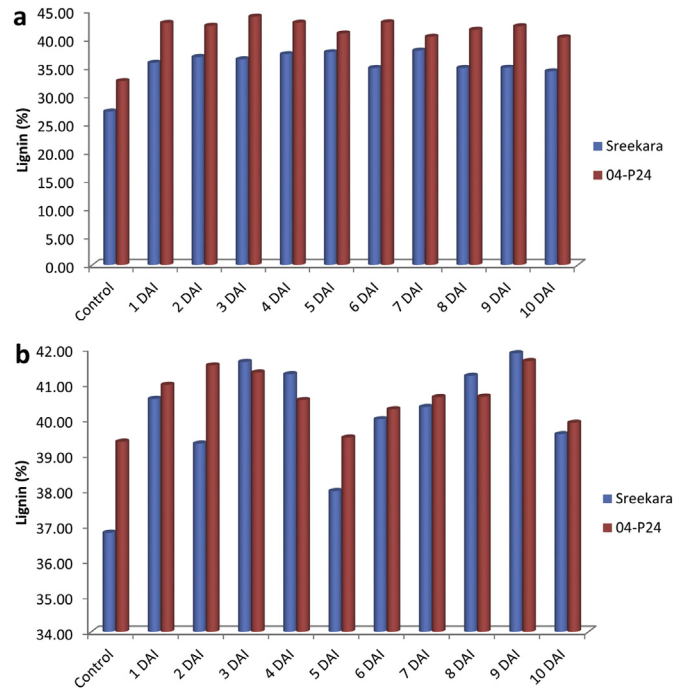 a
Lignin (%)
45.00
40.00
35.00
30.00
25.00
20.00
15.00
10.00
5.00
0.00
Control
1 DAI
2 DAI
3 DAI
4 DAI
5 DAI
6 DAI
7 DAI
8 DAI
9 DAI
10 DAI
Sreekara
04-P24
b
Lignin (%)
42.00
41.00
40.00
39.00
38.00
37.00
36.00
35.00
34.00
Control
1 DAI
2 DAI
3 DAI
4 DAI
5 DAI
6 DAI
7 DAI
8 DAI
9 DAI
10 DAI
Sreekara
04-P24